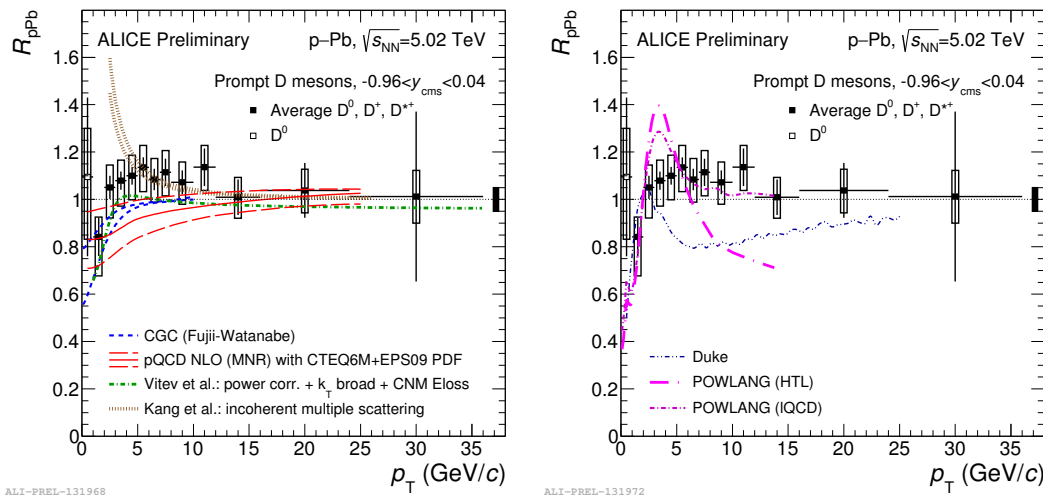 R_pPb
ALICE Preliminary
p–Pb, √s_NN=5.02 TeV
Prompt D mesons, -0.96<y_cms<0.04
Average D⁰, D⁺, D*⁺
D⁰
CGC (Fujii-Watanabe)
pQCD NLO (MNR) with CTEQ6M+EPS09 PDF
Vitev et al.: power corr. + k_T broad + CNM Eloss
Kang et al.: incoherent multiple scattering
1.8
1.6
1.4
1.2
1
0.8
0.6
0.4
0.2
0
0 5 10 15 20 25 30 35
p_T (GeV/c)
ALI-PREL-131968
R_pPb
ALICE Preliminary
p–Pb, √s_NN=5.02 TeV
Prompt D mesons, -0.96<y_cms<0.04
Average D⁰, D⁺, D*⁺
D⁰
Duke
POWLANG (HTL)
POWLANG (lQCD)
1.8
1.6
1.4
1.2
1
0.8
0.6
0.4
0.2
0
0 5 10 15 20 25 30 35
p_T (GeV/c)
ALI-PREL-131972